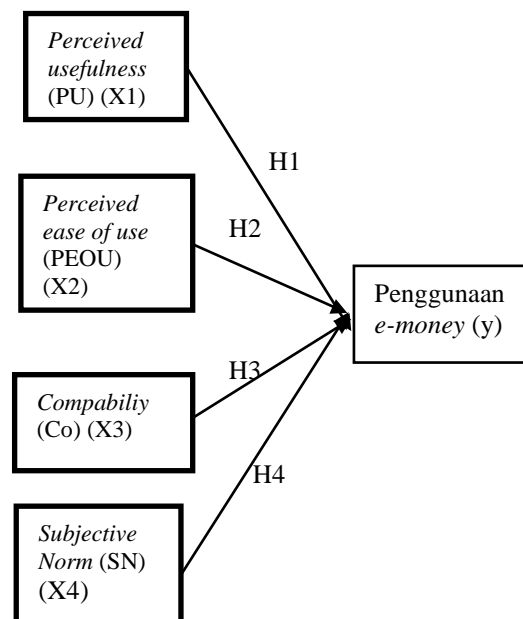 Perceived
usefulness
(PU) (X1)
H1
Perceived
ease of use
(PEOU)
(X2)
H2
Penggunaan
e-money (y)
H3
Compabiliy
(Co) (X3)
H4
Subjective
Norm (SN)
(X4)